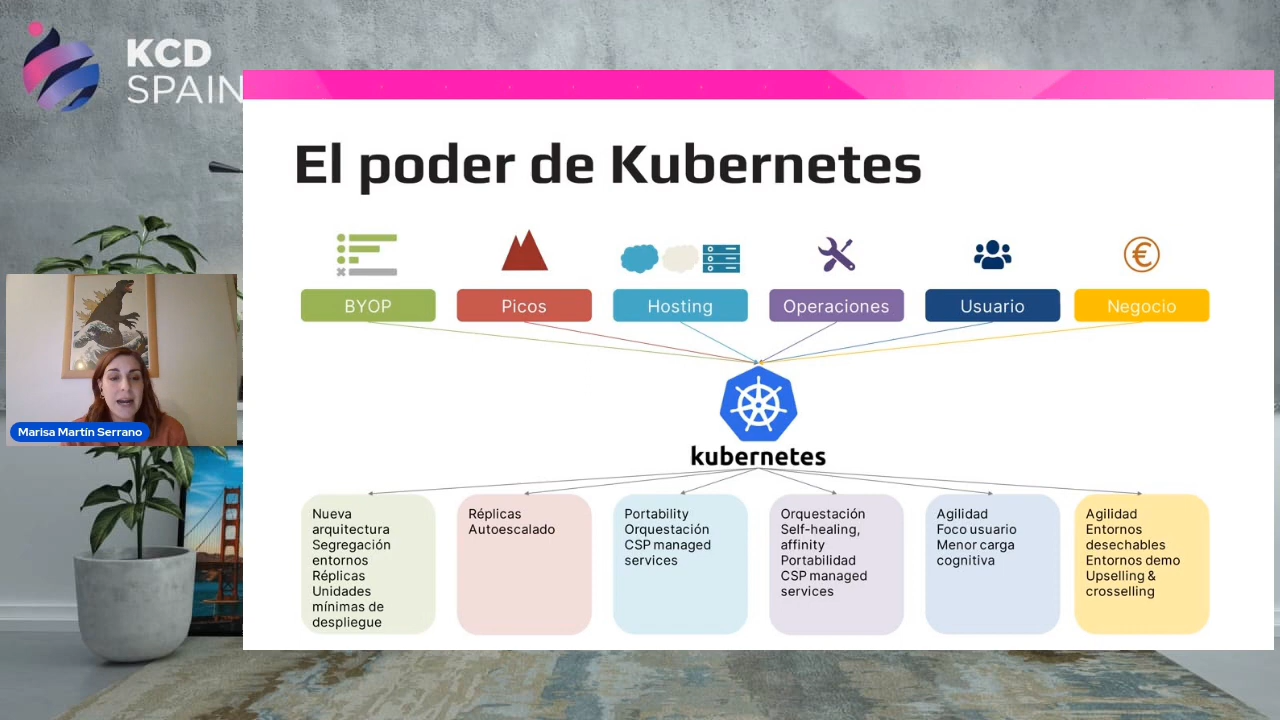 KCD
SPAIN
El poder de Kubernetes
BYOP
Picos
Hosting
Operaciones
Usuario
Negocio
€
kubernetes
Marisa Martín Serrano
Nueva
arquitectura
Segregación
entornos
Réplicas
Unidades
mínimas de
despliegue
Réplicas
Autoescalado
Portability
Orquestación
CSP managed
services
Orquestación
Self-healing,
affinity
Portabilidad
CSP managed
services
Agilidad
Foco usuario
Menor carga
cognitiva
Agilidad
Entornos
desechables
Entornos demo
Upselling &
crosselling